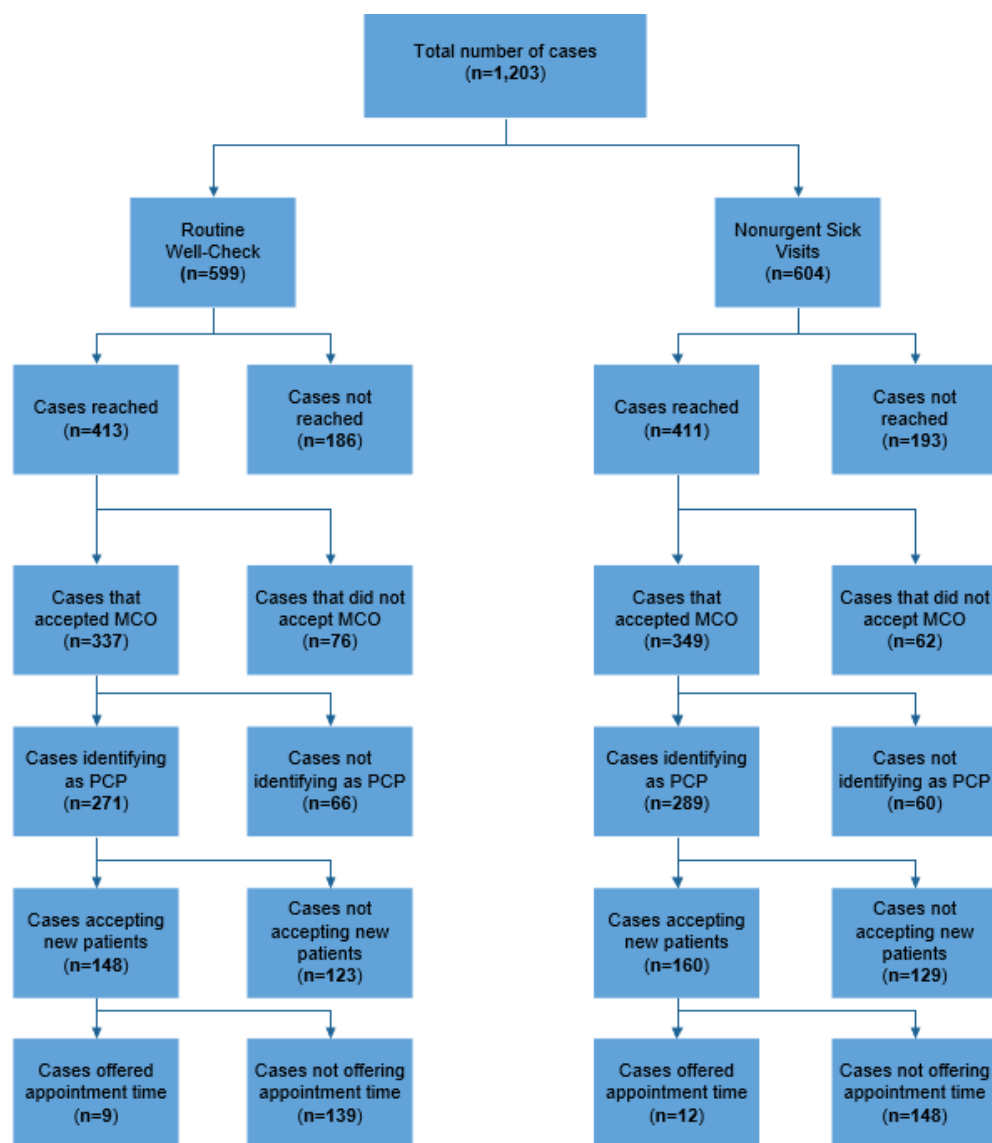 Total number of cases
(n=1,203)
Routine
Well-Check
(n=599)
Nonurgent Sick
Visits
(n=604)
Cases reached
(n=413)
Cases not
reached
(n=186)
Cases reached
(n=411)
Cases not
reached
(n=193)
Cases that
accepted MCO
(n=337)
Cases that did not
accept MCO
(n=76)
Cases that
accepted MCO
(n=349)
Cases that did not
accept MCO
(n=62)
Cases identifying
as PCP
(n=271)
Cases not
identifying as PCP
(n=66)
Cases identifying
as PCP
(n=289)
Cases not
identifying as PCP
(n=60)
Cases accepting
new patients
(n=148)
Cases not
accepting new
patients
(n=123)
Cases accepting
new patients
(n=160)
Cases not
accepting new
patients
(n=129)
Cases offered
appointment time
(n=9)
Cases not offering
appointment time
(n=139)
Cases offered
appointment time
(n=12)
Cases not offering
appointment time
(n=148)